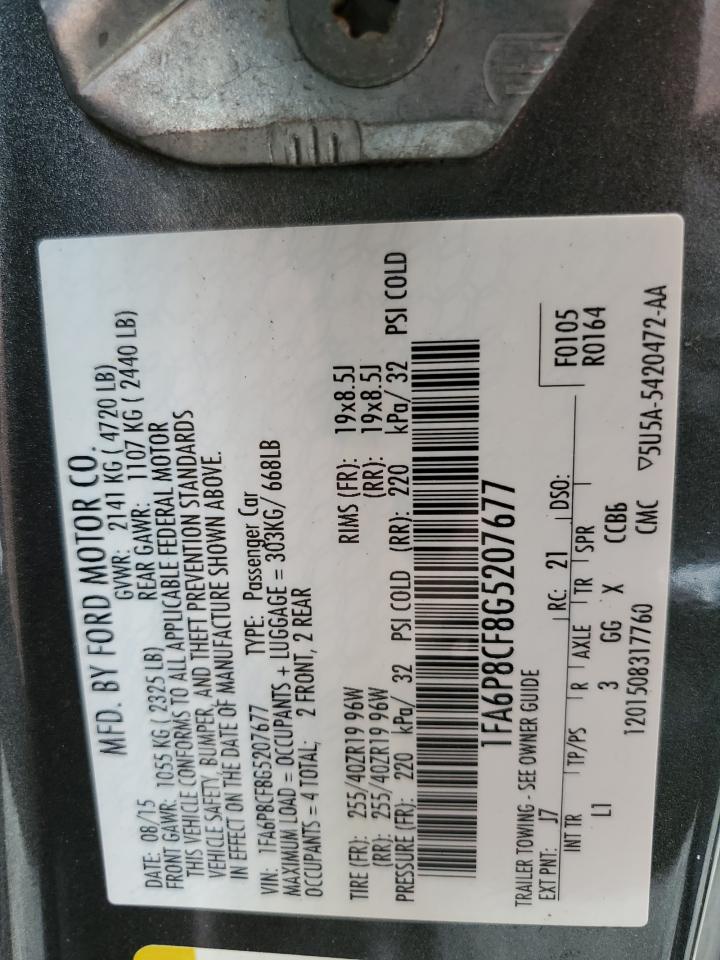 MFD. BY FORD MOTOR CO.
DATE: 08/15 GVWR: 2141 KG ( 4720 LB)
FRONT GAWR: 1055 KG ( 2325 LB) REAR GAWR: 1107 KG ( 2440 LB)
THIS VEHICLE CONFORMS TO ALL APPLICABLE FEDERAL MOTOR
VEHICLE SAFETY, BUMPER, AND THEFT PREVENTION STANDARDS
IN EFFECT ON THE DATE OF MANUFACTURE SHOWN ABOVE.
VIN: 1FA6P8CF8G5207677 TYPE: Passenger Car
MAXIMUM LOAD = OCCUPANTS + LUGGAGE = 303KG/ 668LB
OCCUPANTS = 4 TOTAL; 2 FRONT, 2 REAR
TIRE (FR): 255/40ZR19 96W RIMS (FR): 19x8.5J
(RR): 255/40ZR19 96W (RR): 19x8.5J
PRESSURE (FR): 220 kPa/ 32 PSI COLD (RR): 220 kPa/ 32 PSI COLD
1FA6P8CF8G5207677
TRAILER TOWING - SEE OWNER GUIDE F0105
EXT PNT: J7 RC: 21 DSO: R0164
INT TR TP/PS R AXLE TR SPR
L1 3 GG X CCB6
1201508317760 CMC ▽5U5A-5420472-AA